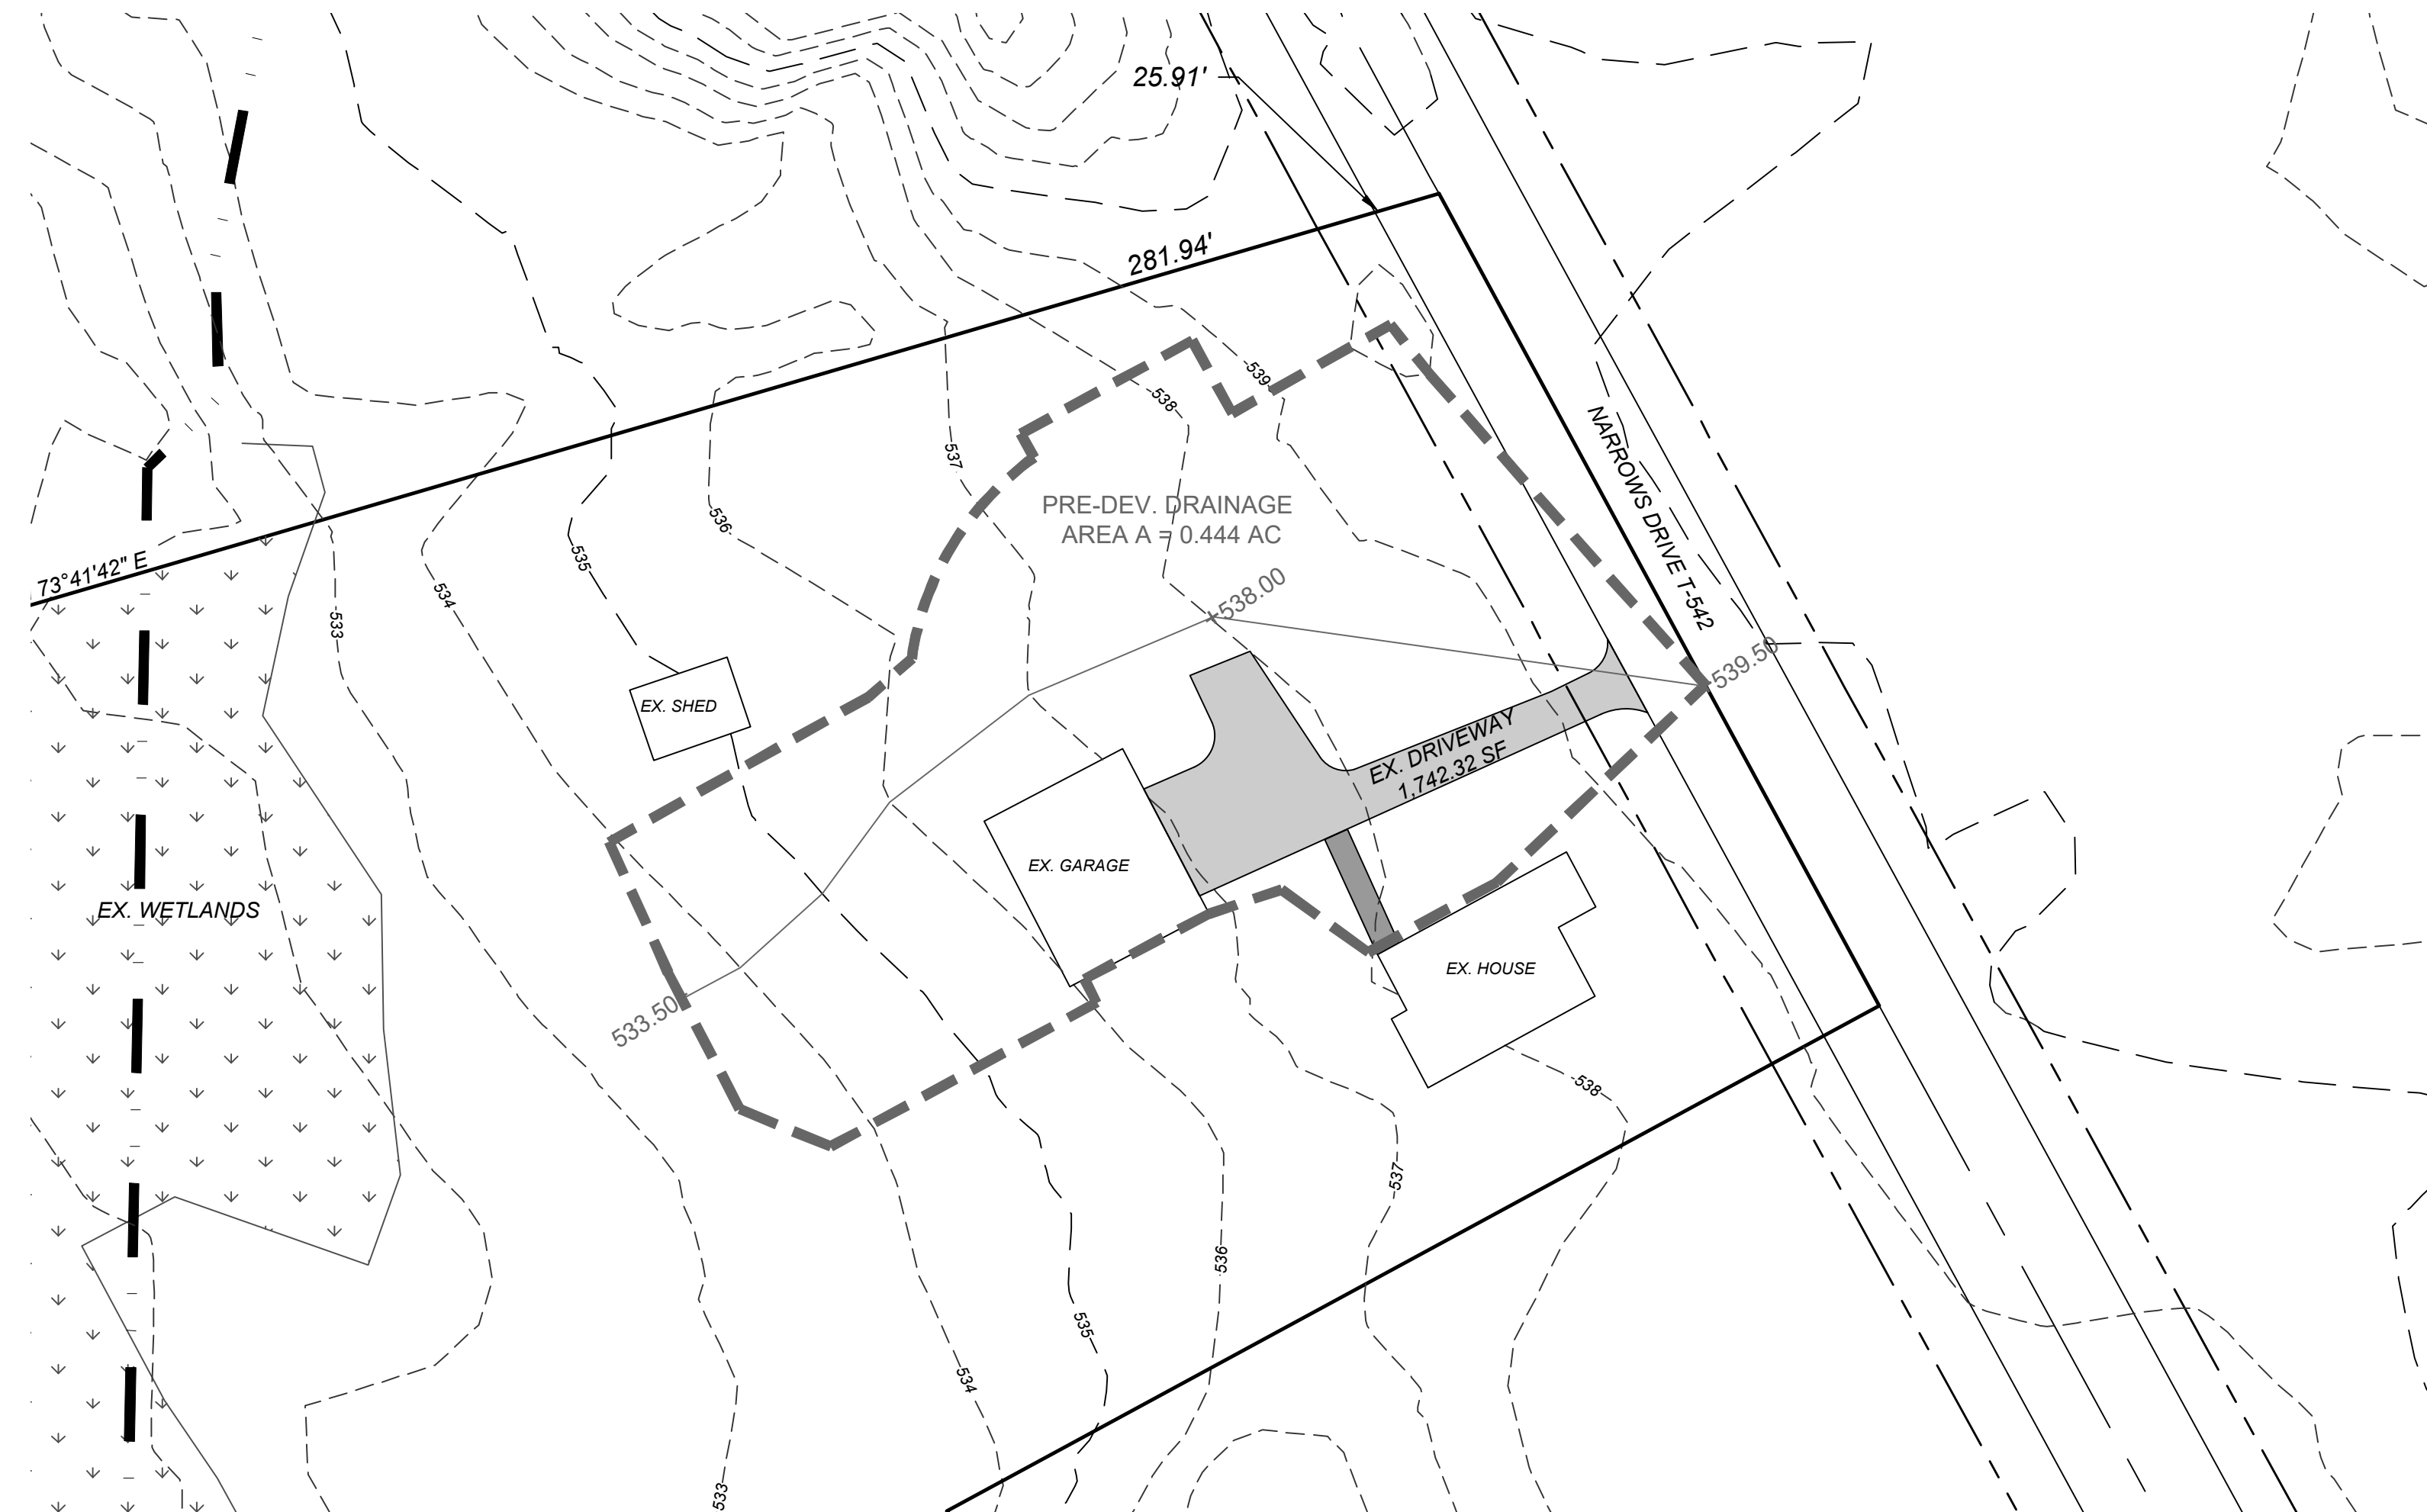 25.91'
281.94'
73°41'42" E
539
538
537
536
535
534
533
PRE-DEV. DRAINAGE
AREA A = 0.444 AC
538.00
NARROWS DRIVE T-542
539.50
EX. SHED
EX. DRIVEWAY
1,742.32 SF
EX. GARAGE
EX. WETLANDS
EX. HOUSE
533.50
538
537
536
535
534
533